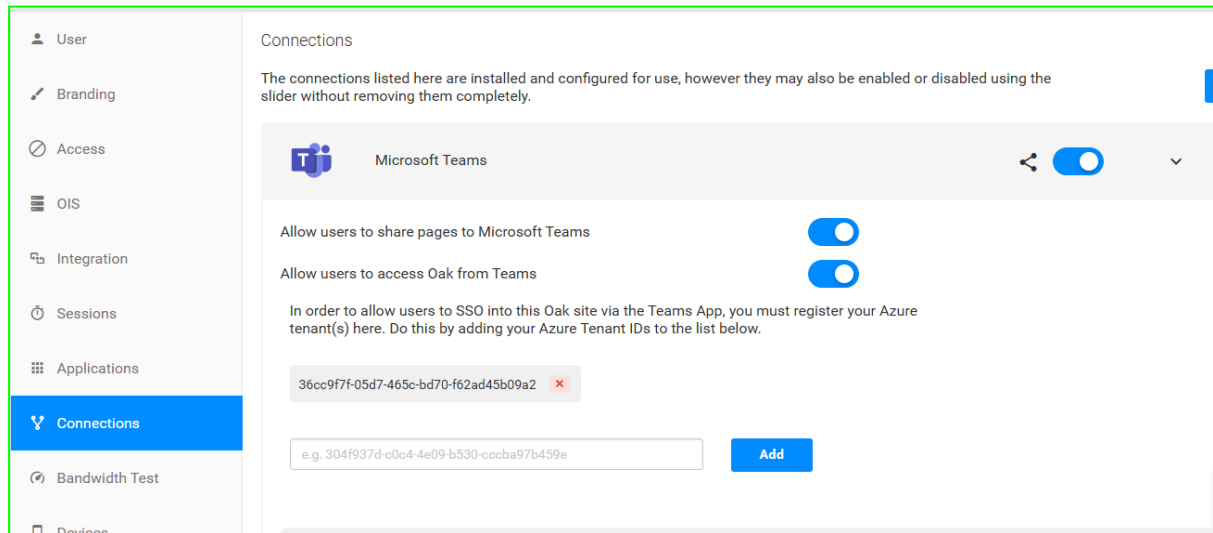 User
Branding
Access
OIS
Integration
Sessions
Applications
Connections
Bandwidth Test
Devices
Connections
The connections listed here are installed and configured for use, however they may also be enabled or disabled using the
slider without removing them completely.
T
Microsoft Teams
Allow users to share pages to Microsoft Teams
Allow users to access Oak from Teams
In order to allow users to SSO into this Oak site via the Teams App, you must register your Azure
tenant(s) here. Do this by adding your Azure Tenant IDs to the list below.
36cc9f7f-05d7-465c-bd70-f62ad45b09a2
e.g. 304f937d-c0c4-4e09-b530-cccba97b459e
Add